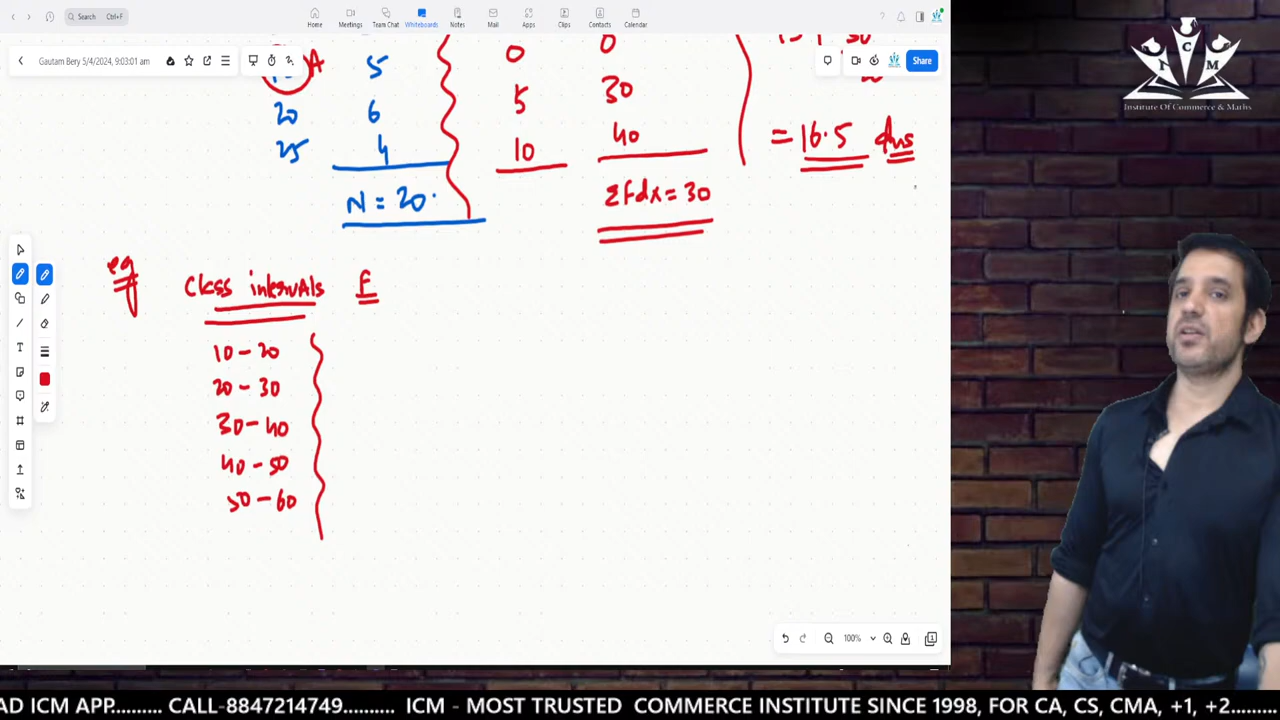 Search Ctrl+F
Home Meetings Team Chat Whiteboards Notes Mail Apps Clips Contacts Calendar
Gautam Bery 5/4/2024, 9:03:01 am
Share
I C M
Institute Of Commerce & Maths
A 5 0 0
20 6 5 30
25 4 10 40
= 16.5 Ans
N = 20
Σfdx = 30
eg Class intervals F
10 - 20
20 - 30
30 - 40
40 - 50
50 - 60
100%
AD ICM APP......... CALL-8847214749......... ICM - MOST TRUSTED COMMERCE INSTITUTE SINCE 1998, FOR CA, CS, CMA, +1, +2.........